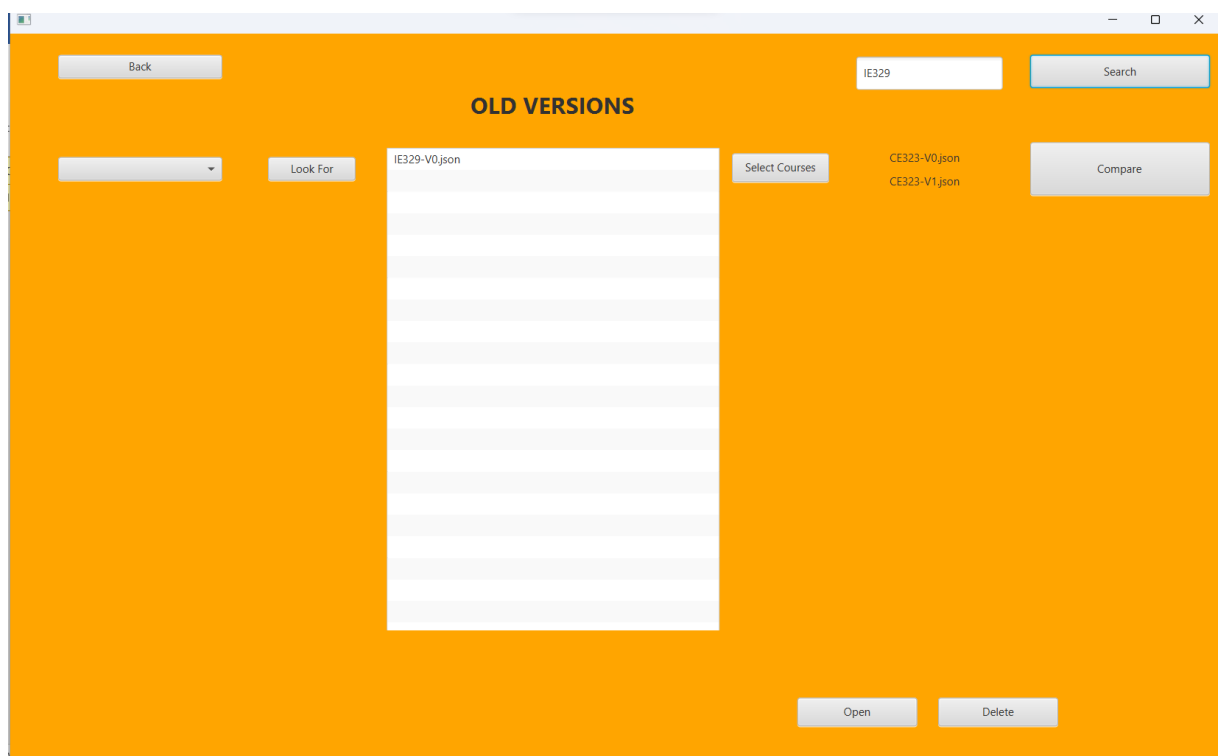 Back
IE329
Search
OLD VERSIONS
Look For
IE329-V0.json
Select Courses
CE323-V0.json
CE323-V1.json
Compare
Open
Delete